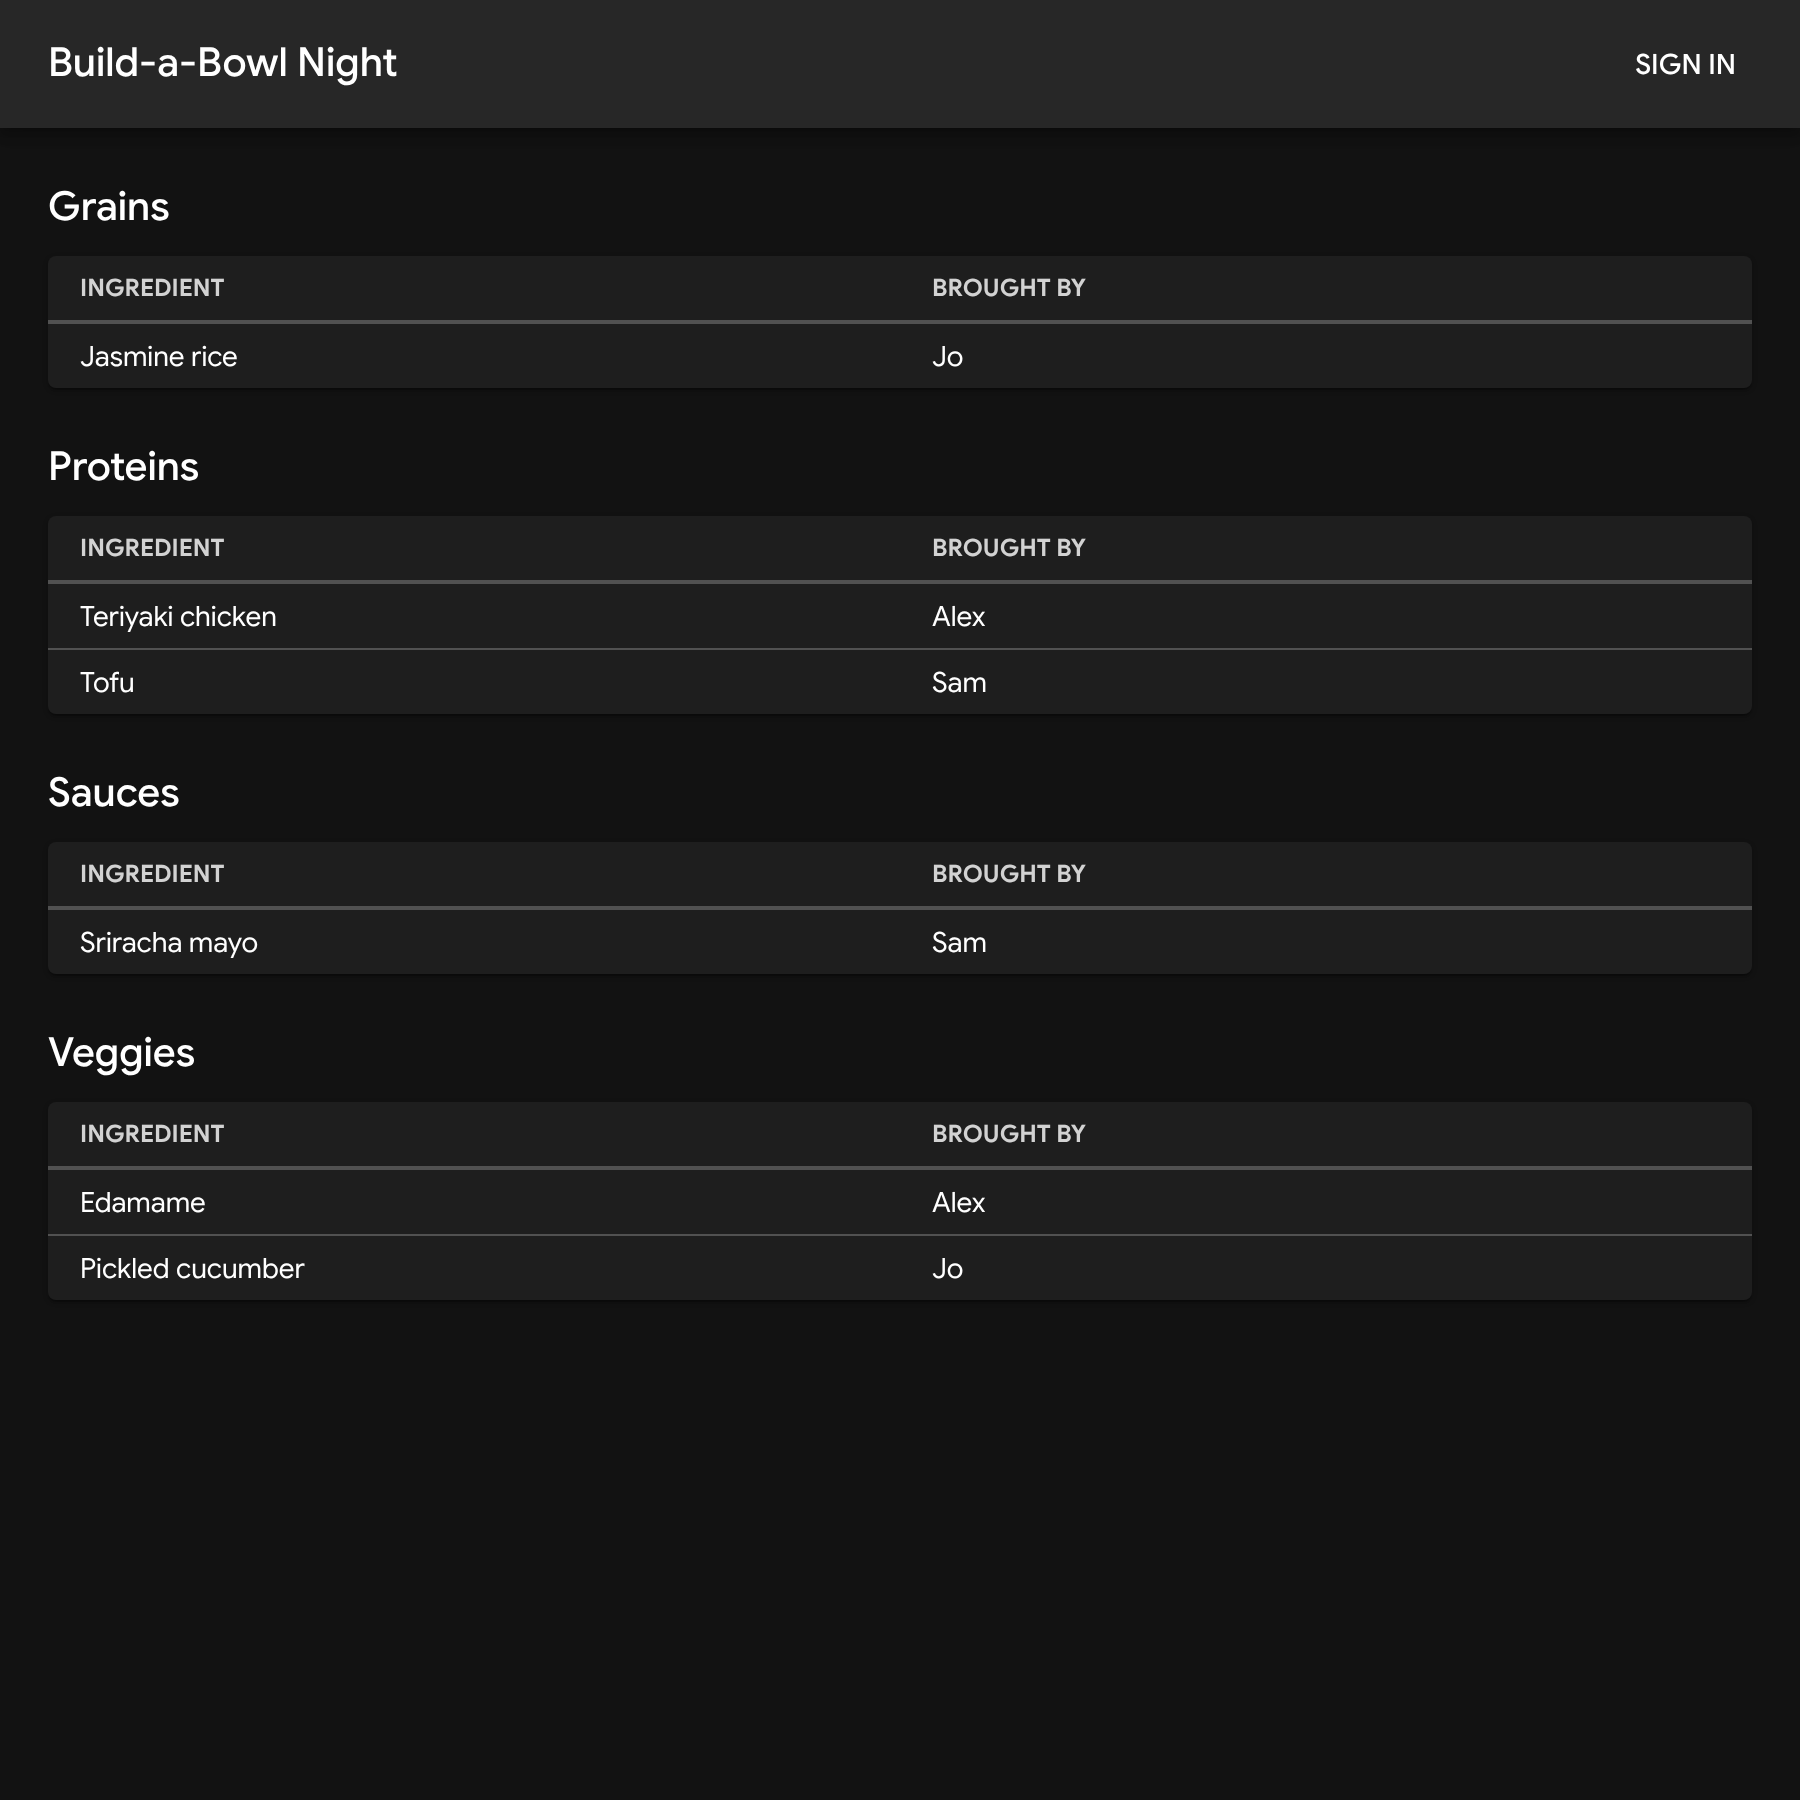 Build-a-Bowl Night
SIGN IN
Grains
INGREDIENT BROUGHT BY
Jasmine rice Jo
Proteins
INGREDIENT BROUGHT BY
Teriyaki chicken Alex
Tofu Sam
Sauces
INGREDIENT BROUGHT BY
Sriracha mayo Sam
Veggies
INGREDIENT BROUGHT BY
Edamame Alex
Pickled cucumber Jo